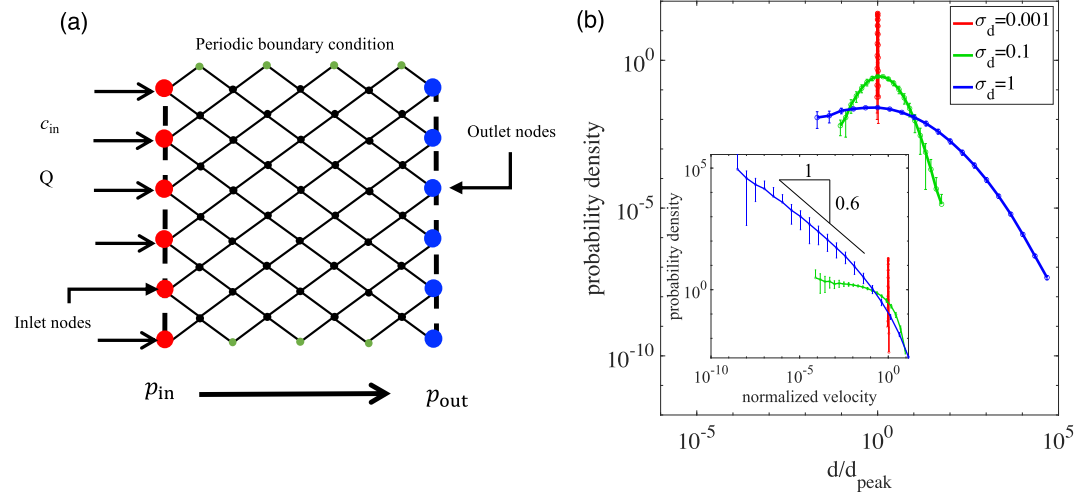 (a)
Periodic boundary condition
c_in
Q
Outlet nodes
Inlet nodes
p_in
p_out
(b)
σ_d=0.001
σ_d=0.1
σ_d=1
probability density
10^0
10^-5
10^-10
10^-5
10^0
10^5
d/d_peak
1
0.6
probability density
10^5
10^0
10^-10
10^-5
10^0
normalized velocity